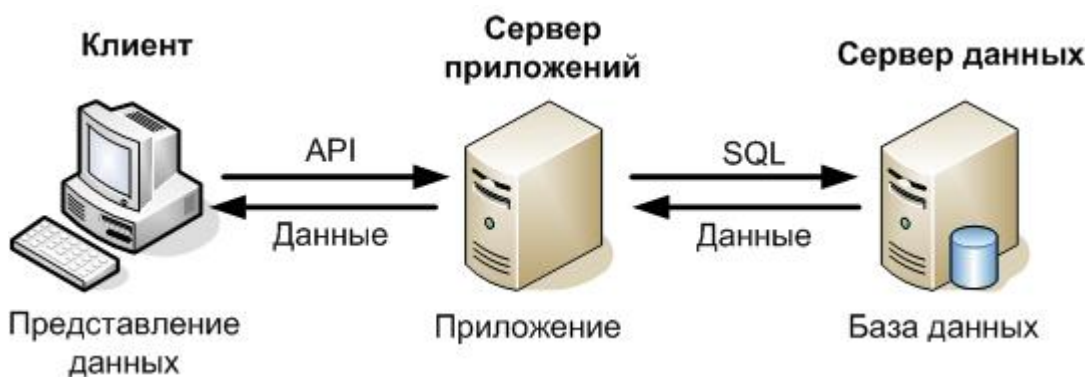 Клиент
Сервер
приложений
Сервер данных
API
Данные
SQL
Данные
Представление
данных
Приложение
База данных